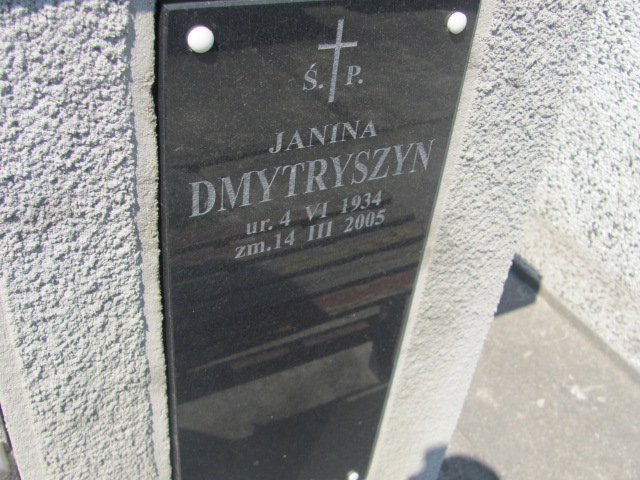 Ś. P.
JANINA
DMYTRYSZYN
ur. 4 VI 1934
zm. 14 III 2005